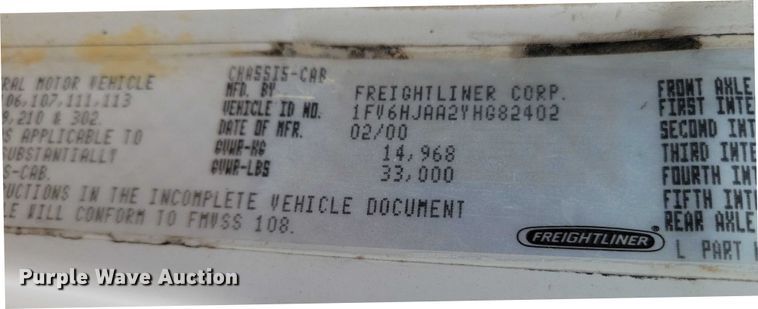 RAL MOTOR VEHICLE
06,107,111,113
,210 & 302.
S APPLICABLE TO
SUBSTANTIALLY
S-CAB.
UCTIONS IN THE INCOMPLETE VEHICLE DOCUMENT
LE WILL CONFORM TO FMVSS 108.
CHASSIS-CAB
MFD. BY FREIGHTLINER CORP.
VEHICLE ID NO. 1FV6HJAA2YHG82402
DATE OF MFR. 02/00
GVWR-KG 14,968
GVWR-LBS 33,000
FREIGHTLINER®
FRONT AXLE
FIRST INTE
SECOND INT
THIRD INTE
FOURTH INT
FIFTH INTE
REAR AXLE
L PART
Purple Wave Auction